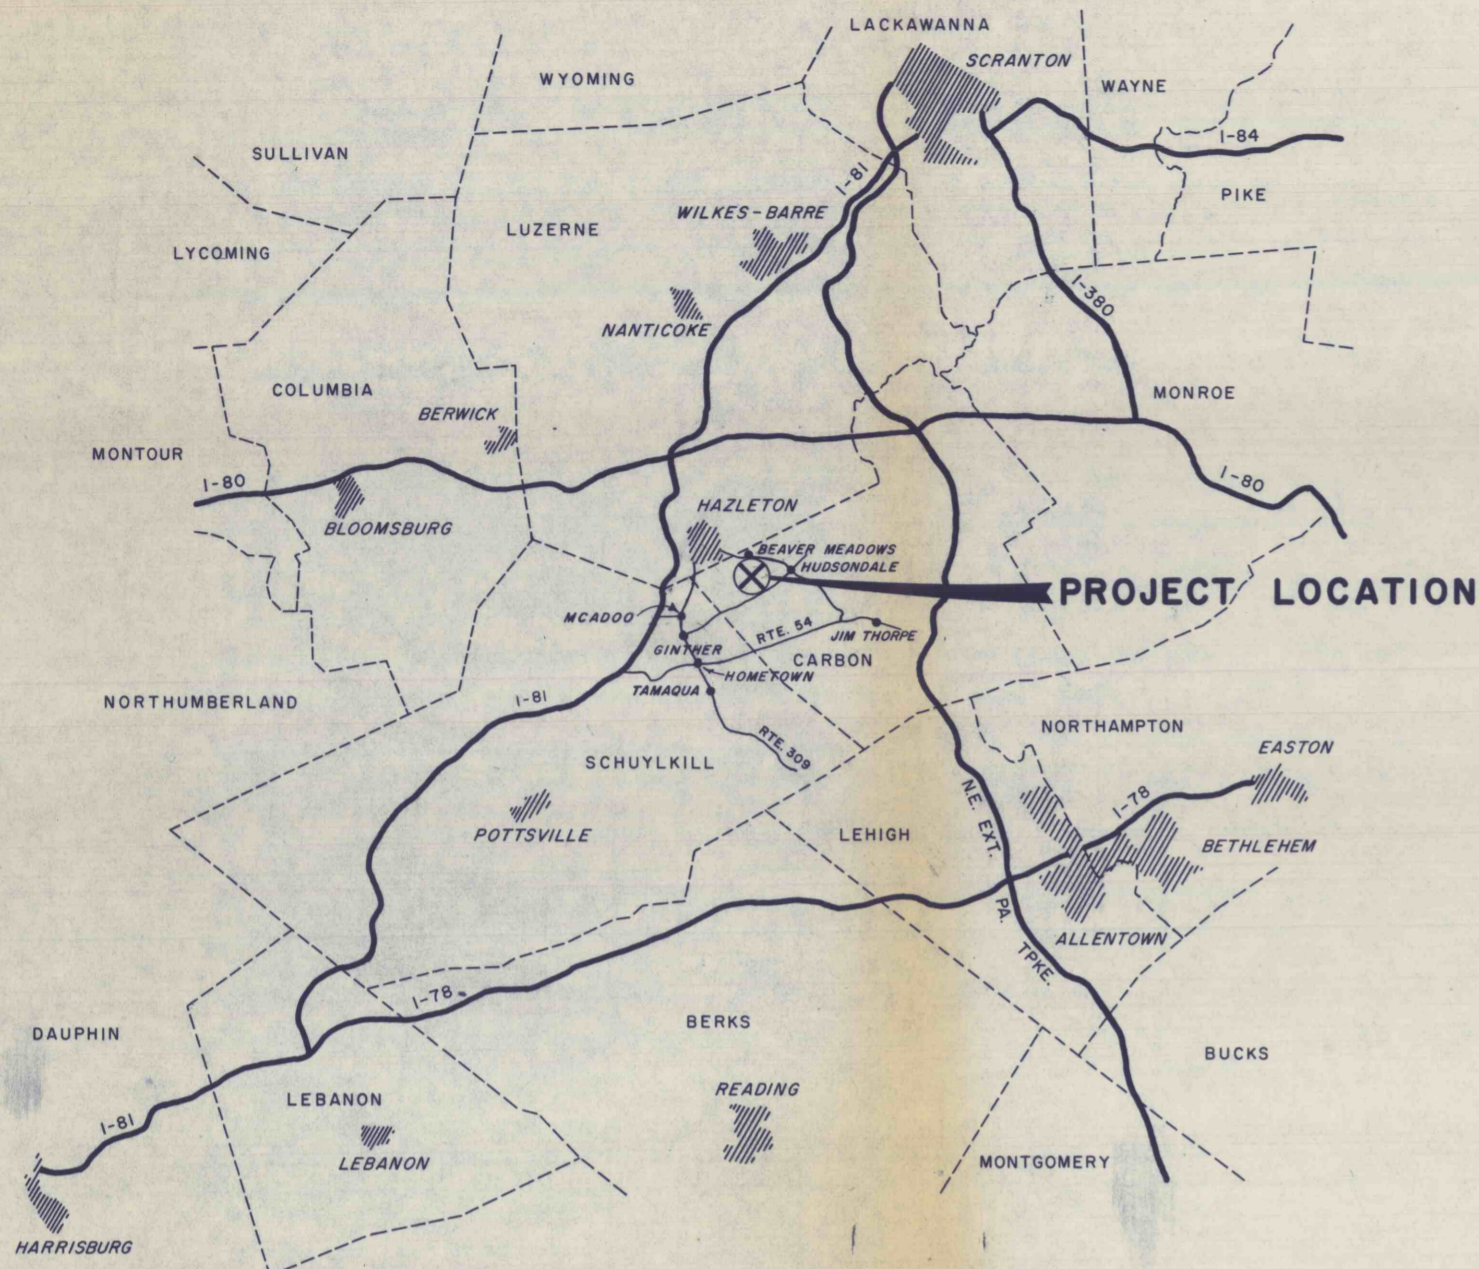 LACKAWANNA
SCRANTON
WYOMING
WAYNE
I-84
SULLIVAN
I-81
PIKE
WILKES-BARRE
LUZERNE
LYCOMING
I-380
NANTICOKE
COLUMBIA
MONROE
BERWICK
MONTOUR
I-80
I-80
HAZLETON
BLOOMSBURG
BEAVER MEADOWS
HUDSONDALE
PROJECT LOCATION
MCADOO
RTE. 54
JIM THORPE
GINTHER
CARBON
HOMETOWN
TAMAQUA
I-81
NORTHUMBERLAND
NORTHAMPTON
RTE. 309
EASTON
SCHUYLKILL
I-78
N.E. EXT. PA. TPKE.
POTTSVILLE
LEHIGH
BETHLEHEM
ALLENTOWN
I-78
BERKS
DAUPHIN
BUCKS
READING
LEBANON
I-81
LEBANON
MONTGOMERY
HARRISBURG